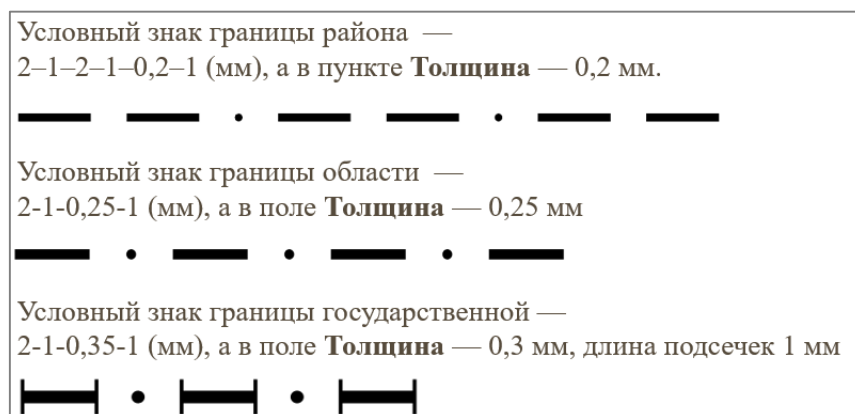 Условный знак границы района —
2–1–2–1–0,2–1 (мм), а в пункте Толщина — 0,2 мм.
Условный знак границы области —
2-1-0,25-1 (мм), а в поле Толщина — 0,25 мм
Условный знак границы государственной —
2-1-0,35-1 (мм), а в поле Толщина — 0,3 мм, длина подсечек 1 мм